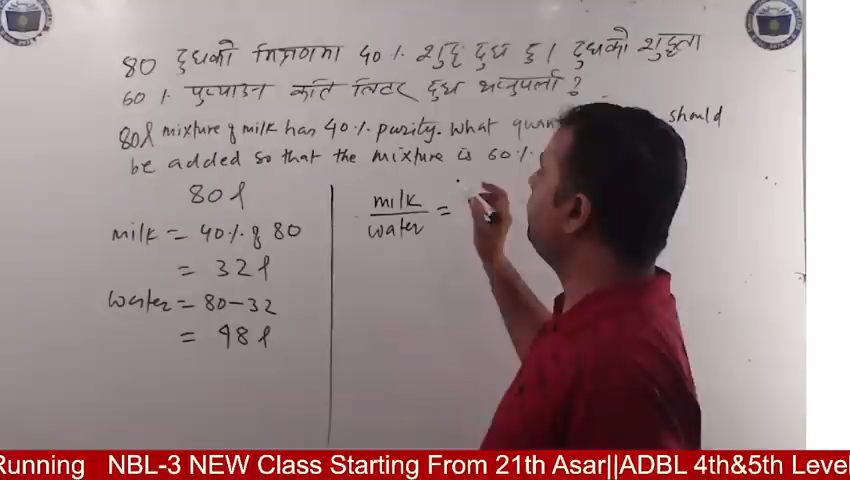 80 दुधको मिश्रणमा 40% शुद्ध दुध छ। दुधको शुद्धता
60% पुर्‍याउन कति लिटर दुध थप्नुपर्ला?
80l mixture of milk has 40% purity. What should
be added so that the mixture is 60%.
80l
milk = 40% of 80
= 32l
water = 80-32
= 48l
milk
water =
Running NBL-3 NEW Class Starting From 21th Asar||ADBL 4th&5th Level